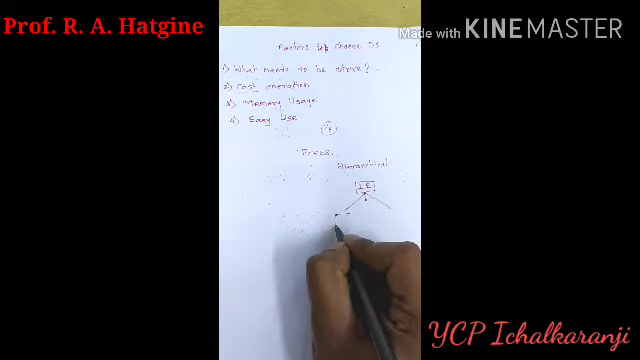 Prof. R. A. Hatgine
Made with KINEMASTER
Factors to choose DS
1) What needs to be store?
2) Cost operation
3) Memory Usage
4) Easy Use
Trees
Hierarchical
YCP Ichalkaranji